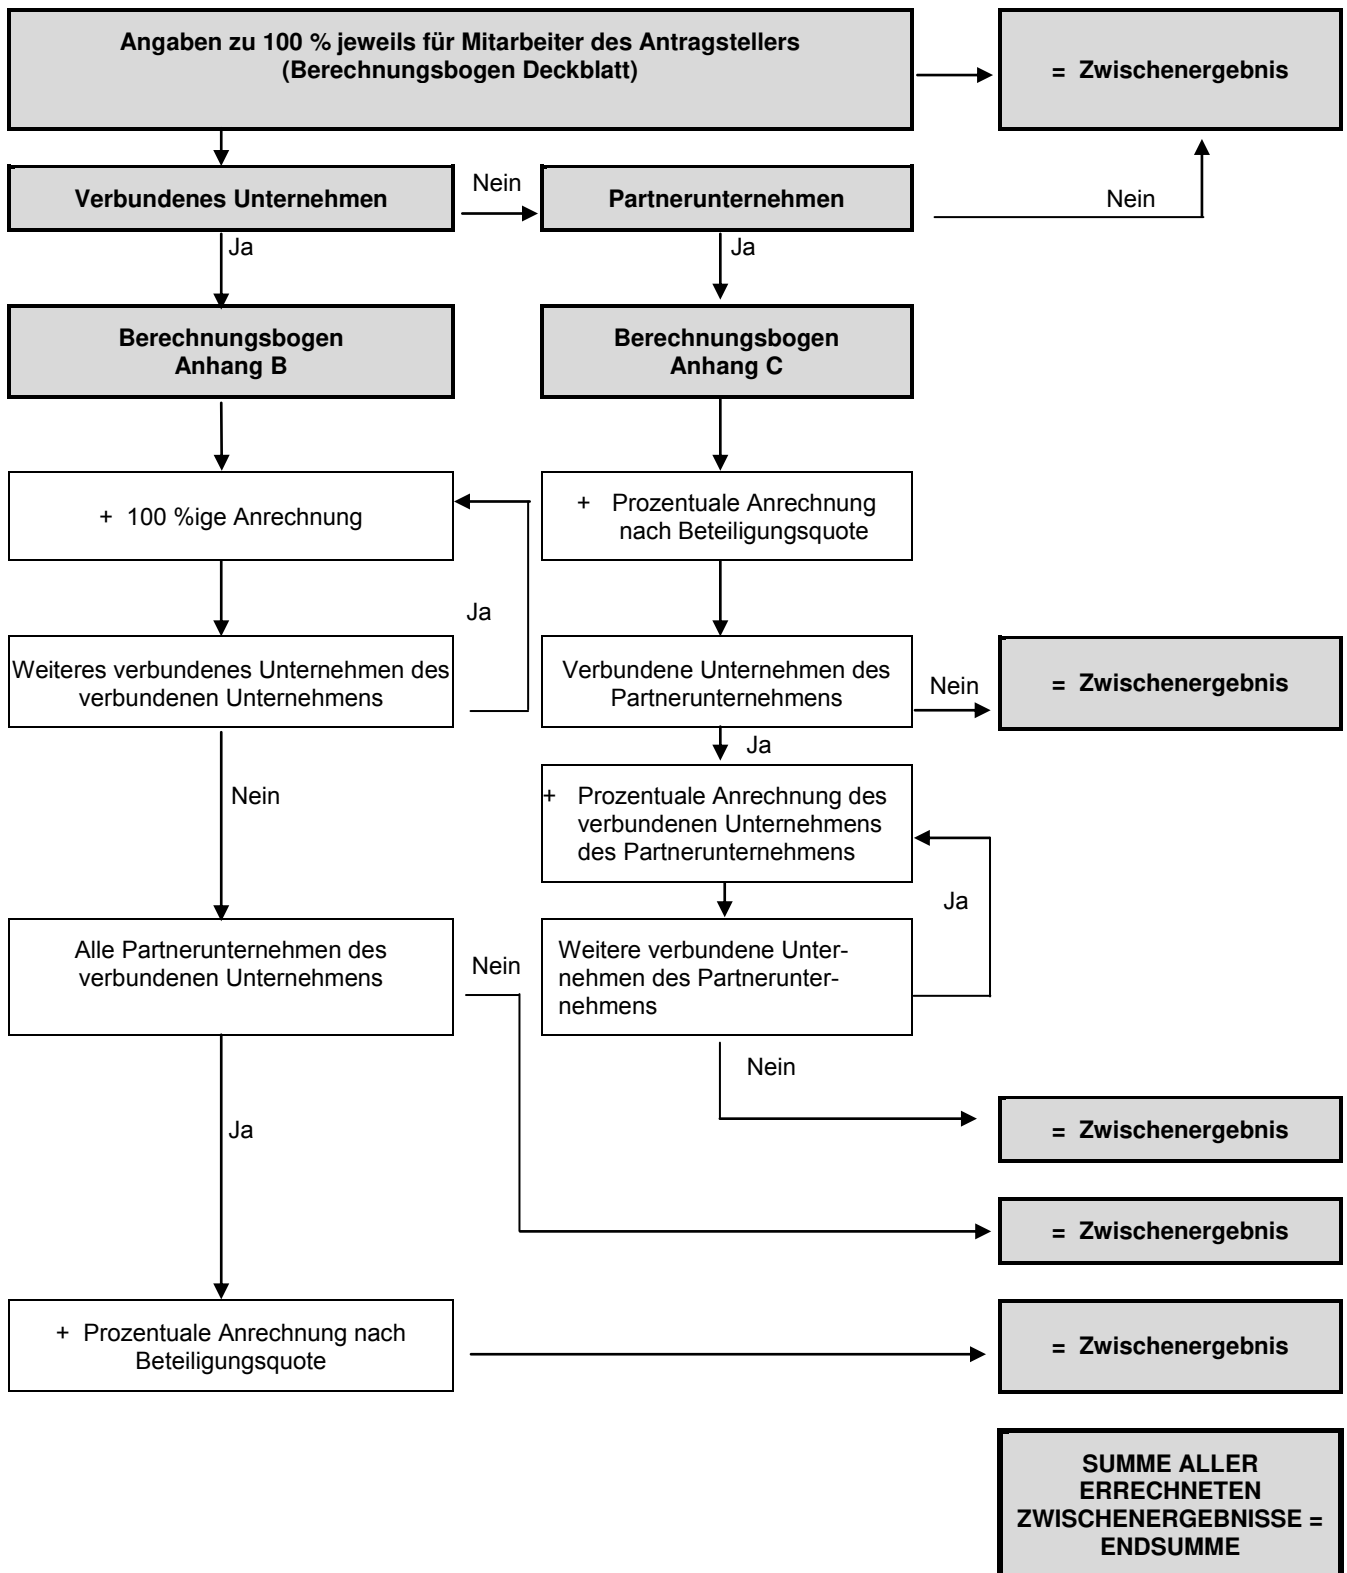 Angaben zu 100 % jeweils für Mitarbeiter des Antragstellers
(Berechnungsbogen Deckblatt)
= Zwischenergebnis
Verbundenes Unternehmen
Nein
Partnerunternehmen
Nein
Ja
Ja
Berechnungsbogen
Anhang B
Berechnungsbogen
Anhang C
+ 100 %ige Anrechnung
+ Prozentuale Anrechnung
nach Beteiligungsquote
Ja
Weiteres verbundenes Unternehmen des
verbundenen Unternehmens
Verbundene Unternehmen des
Partnerunternehmens
Nein
= Zwischenergebnis
Ja
Nein
+ Prozentuale Anrechnung des
verbundenen Unternehmens
des Partnerunternehmens
Ja
Alle Partnerunternehmen des
verbundenen Unternehmens
Nein
Weitere verbundene Unter-
nehmen des Partnerunter-
nehmens
Nein
Ja
= Zwischenergebnis
= Zwischenergebnis
+ Prozentuale Anrechnung nach
Beteiligungsquote
= Zwischenergebnis
SUMME ALLER
ERRECHNETEN
ZWISCHENERGEBNISSE =
ENDSUMME